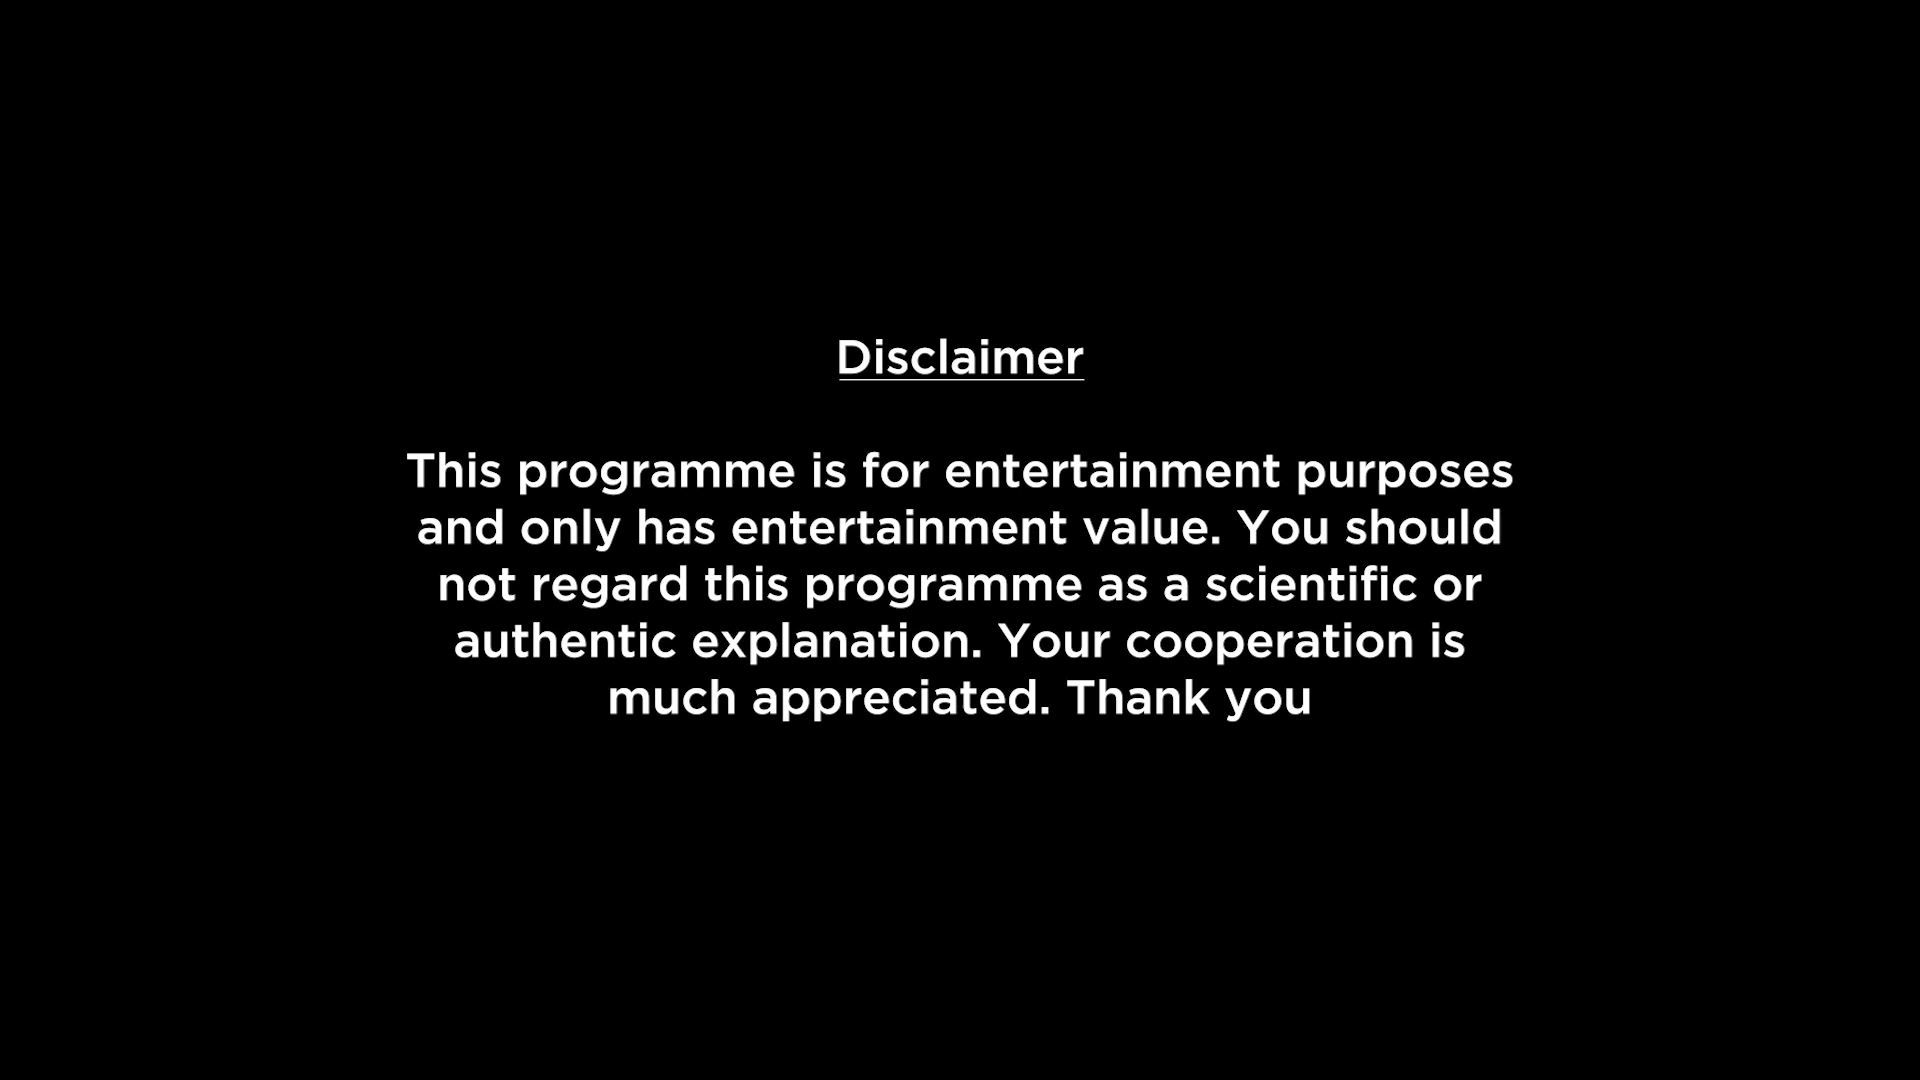 Disclaimer
This programme is for entertainment purposes
and only has entertainment value. You should
not regard this programme as a scientific or
authentic explanation. Your cooperation is
much appreciated. Thank you